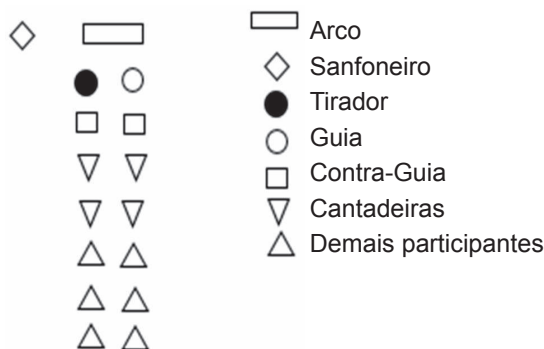 Arco
Sanfoneiro
Tirador
Guia
Contra-Guia
Cantadeiras
Demais participantes